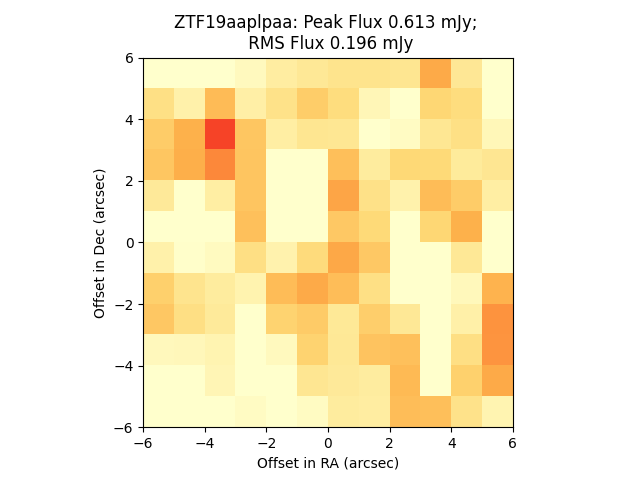 ZTF19aaplpaa: Peak Flux 0.613 mJy;
RMS Flux 0.196 mJy
6
4
2
0
−2
−4
−6
Offset in Dec (arcsec)
−6 −4 −2 0 2 4 6
Offset in RA (arcsec)